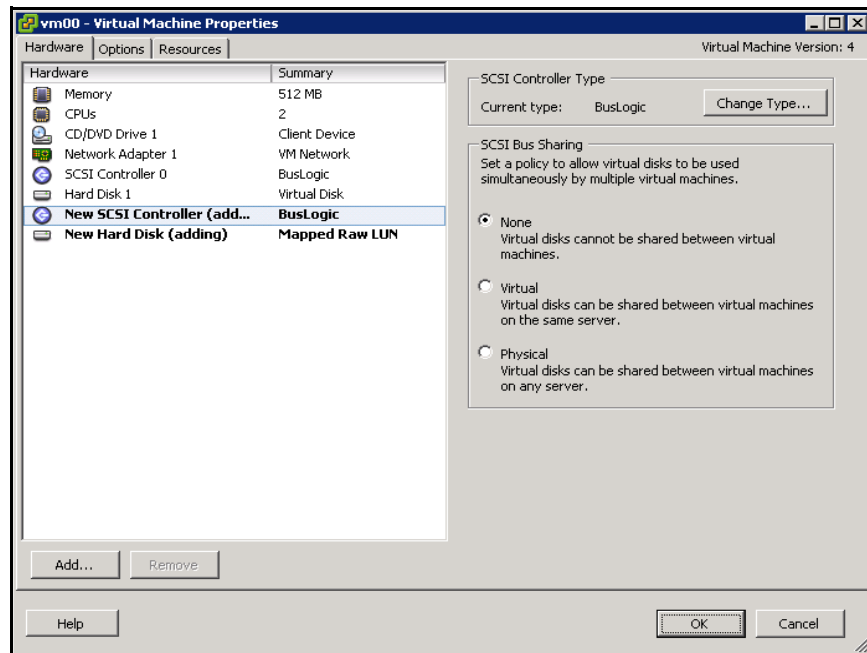 vm00 - Virtual Machine Properties
Hardware Options Resources
Virtual Machine Version: 4
Hardware Summary
Memory 512 MB
CPUs 2
CD/DVD Drive 1 Client Device
Network Adapter 1 VM Network
SCSI Controller 0 BusLogic
Hard Disk 1 Virtual Disk
New SCSI Controller (add... BusLogic
New Hard Disk (adding) Mapped Raw LUN
Add... Remove
SCSI Controller Type
Current type: BusLogic Change Type...
SCSI Bus Sharing
Set a policy to allow virtual disks to be used
simultaneously by multiple virtual machines.
None
Virtual disks cannot be shared between virtual
machines.
Virtual
Virtual disks can be shared between virtual machines
on the same server.
Physical
Virtual disks can be shared between virtual machines
on any server.
Help OK Cancel